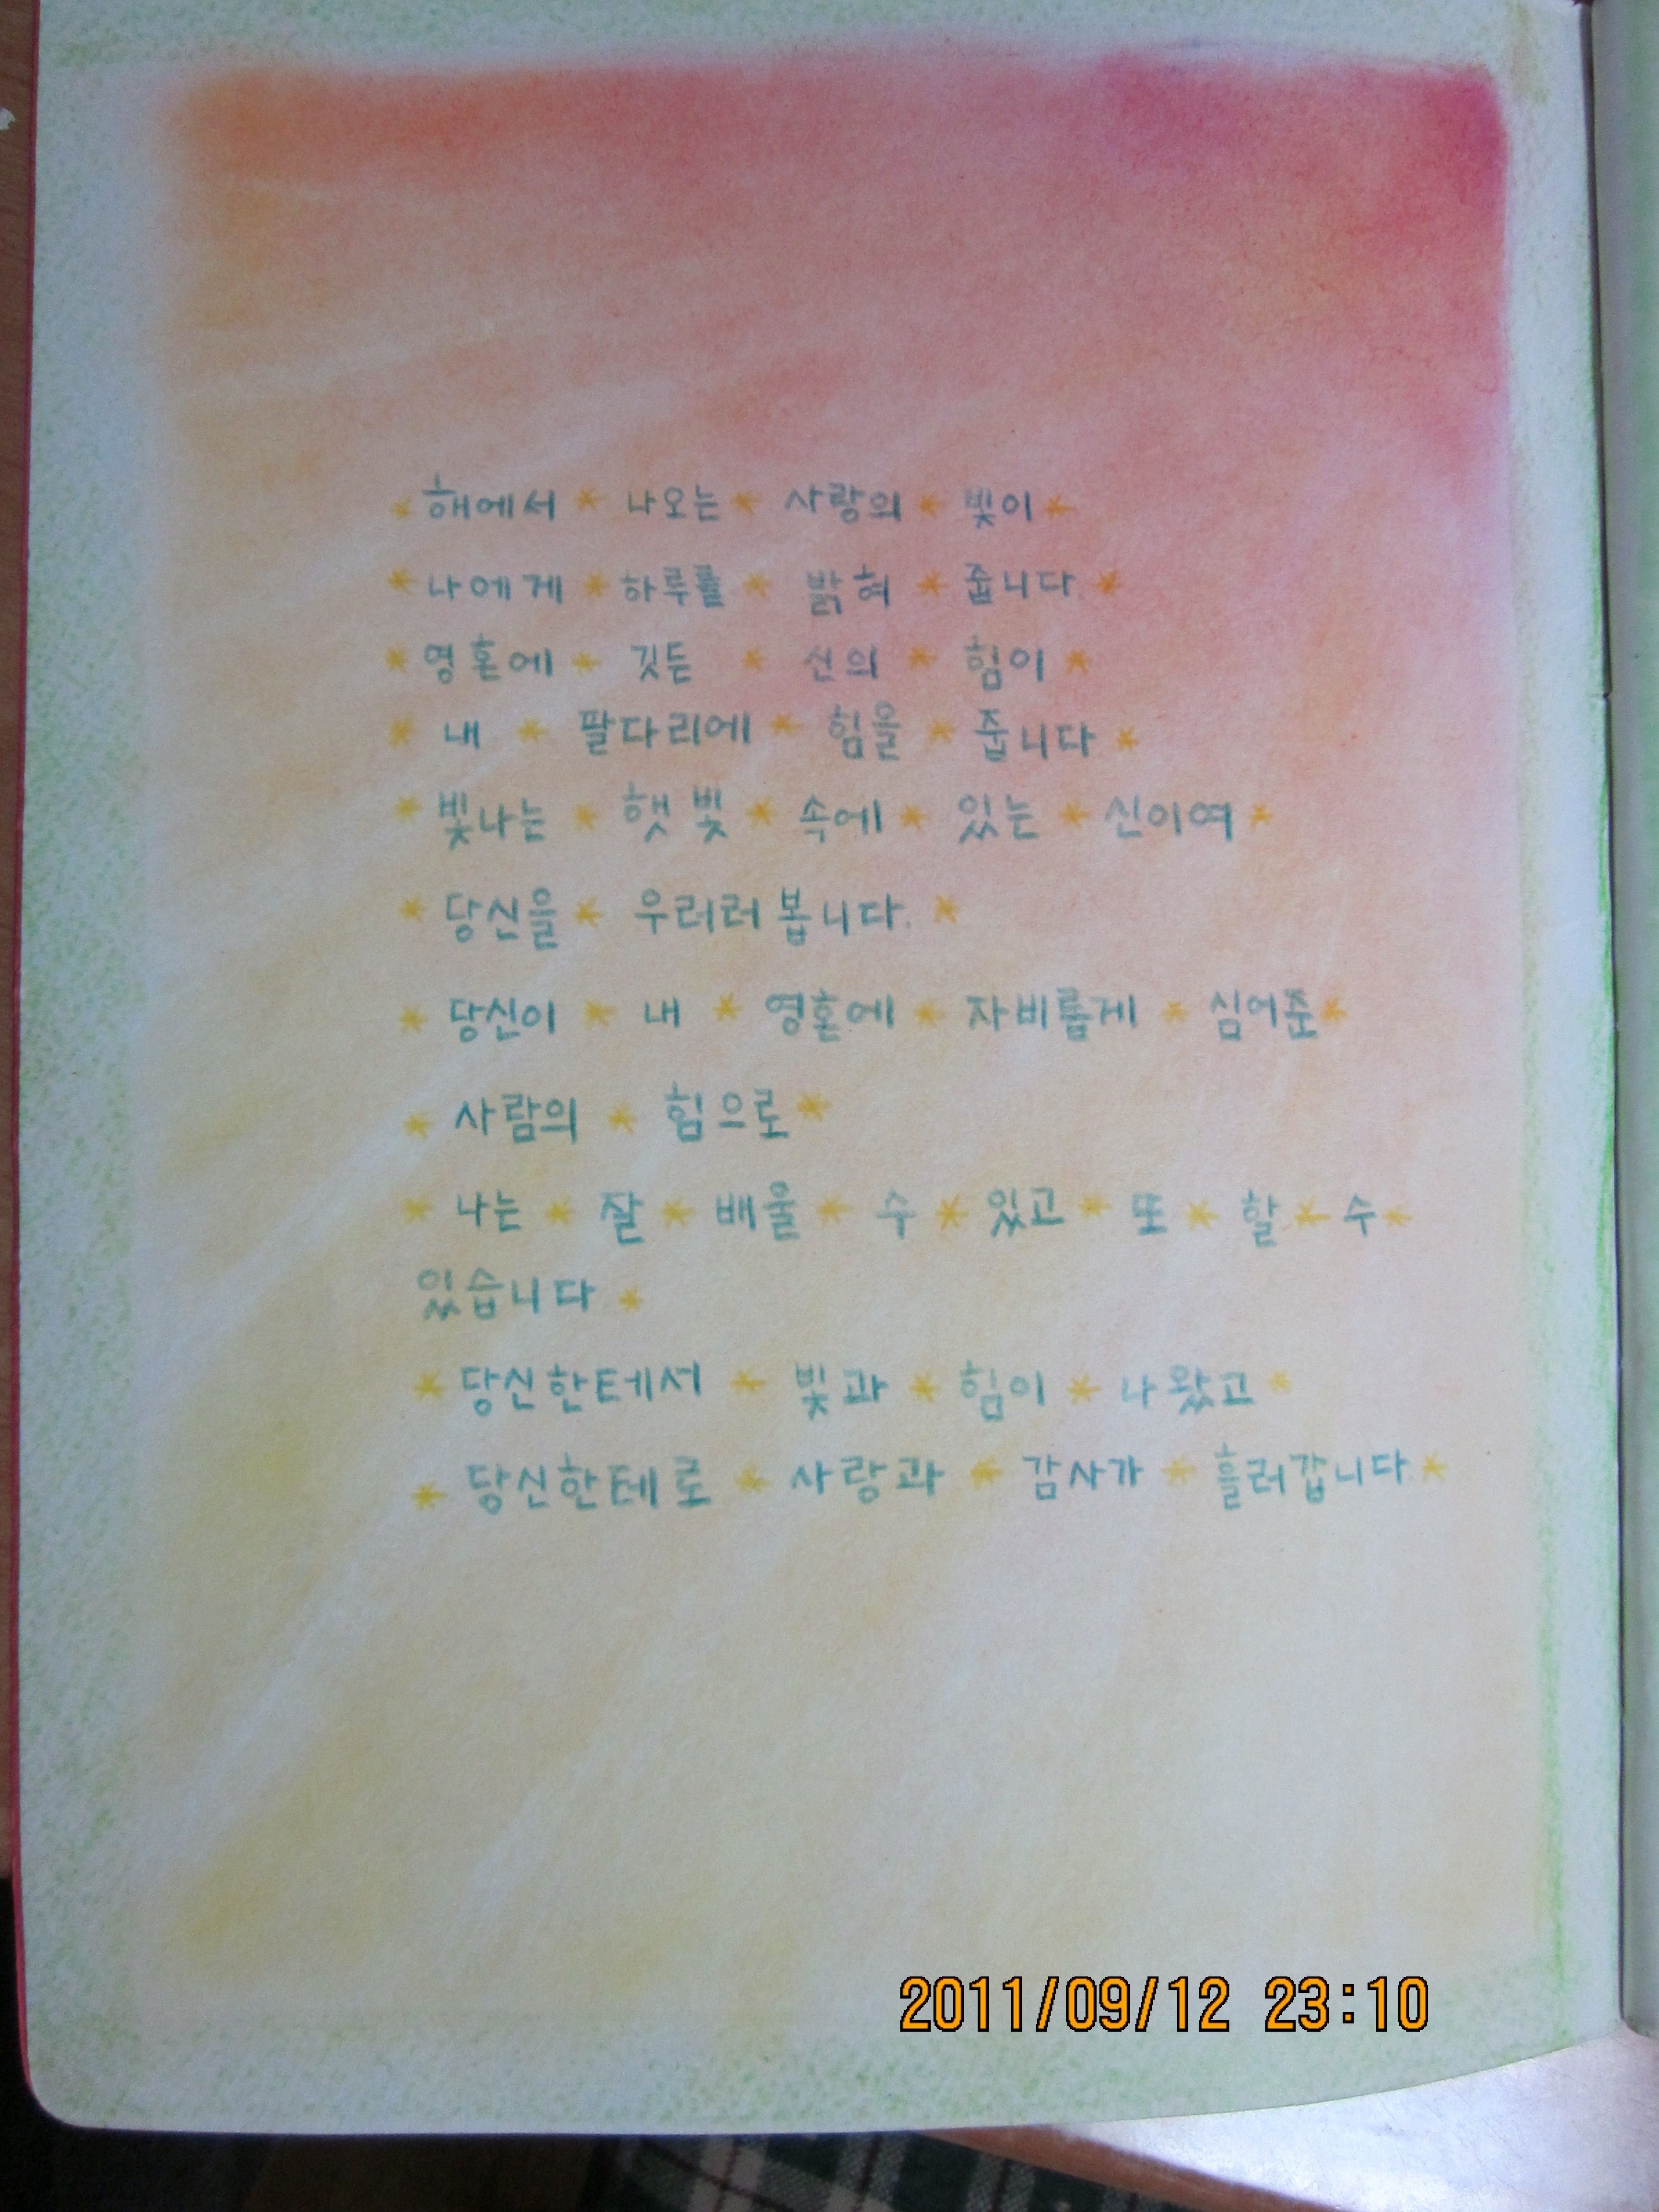 * 해에서 * 나오는 * 사랑의 * 빛이 *
* 나에게 * 하루를 * 밝혀 * 줍니다. *
* 영혼에 * 깃든 * 신의 * 힘이 *
* 내 * 팔다리에 * 힘을 * 줍니다 *
* 빛나는 * 햇빛 * 속에 * 있는 * 신이여 *
* 당신을 * 우러러봅니다. *
* 당신이 * 내 * 영혼에 * 자비롭게 * 심어준 *
* 사람의 * 힘으로 *
* 나는 * 잘 * 배울 * 수 * 있고 * 또 * 할 * 수 *
있습니다 *
* 당신한테서 * 빛과 * 힘이 * 나왔고 *
* 당신한테로 * 사랑과 * 감사가 * 흘러갑니다. *
2011/09/12 23:10